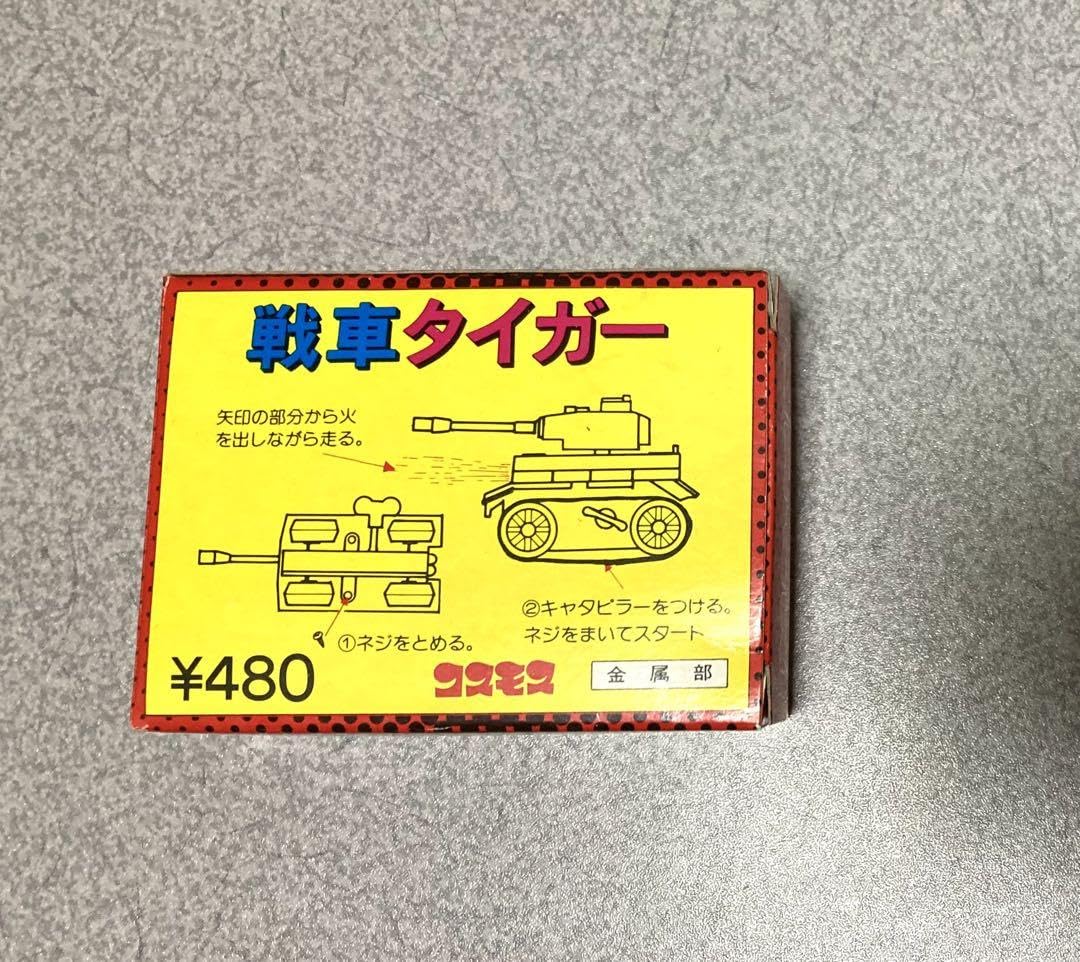 戦車タイガー
矢印の部分から火
を出しながら走る。
①ネジをとめる。
②キャタピラーをつける。
ネジをまいてスタート
¥480
コスモス
金属部